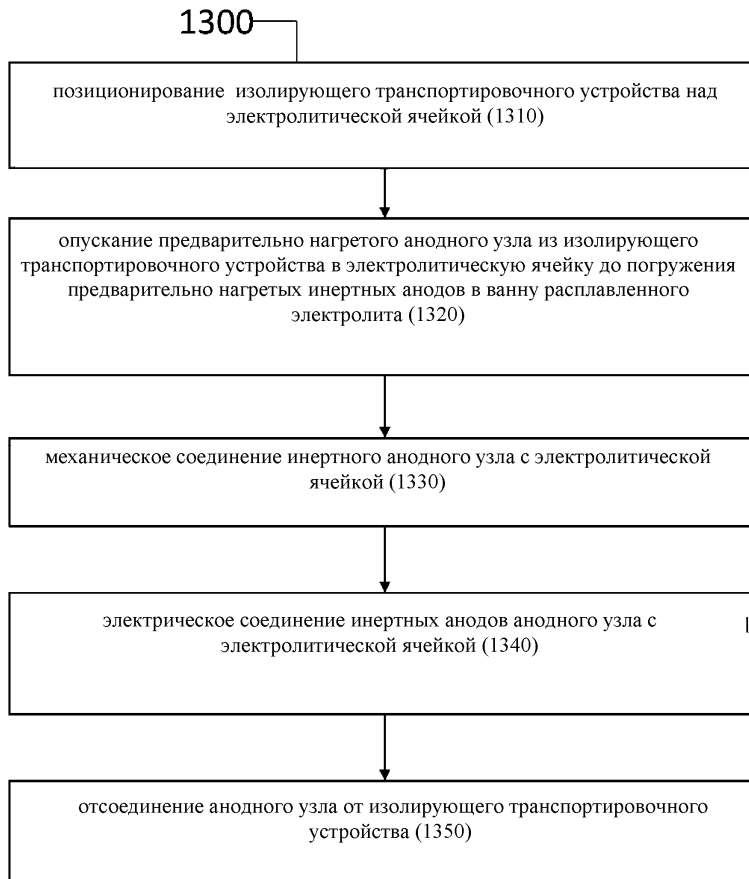 1300
позиционирование изолирующего транспортировочного устройства над
электролитической ячейкой (1310)
опускание предварительно нагретого анодного узла из изолирующего
транспортировочного устройства в электролитическую ячейку до погружения
предварительно нагретых инертных анодов в ванну расплавленного
электролита (1320)
механическое соединение инертного анодного узла с электролитической
ячейкой (1330)
электрическое соединение инертных анодов анодного узла с
электролитической ячейкой (1340)
отсоединение анодного узла от изолирующего транспортировочного
устройства (1350)